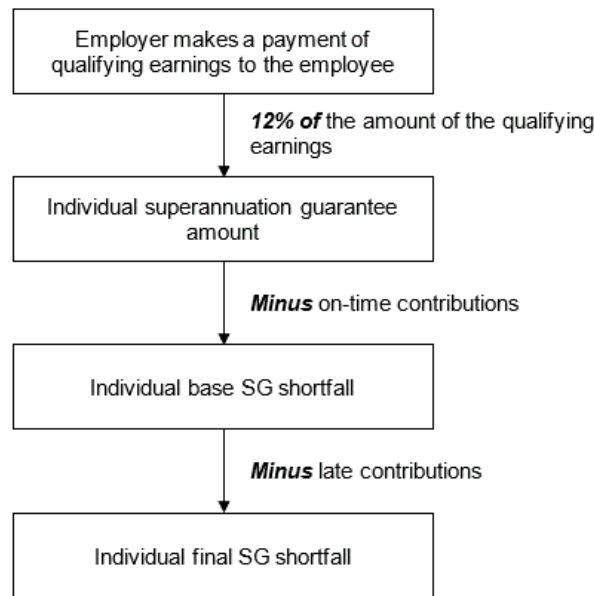 Employer makes a payment of
qualifying earnings to the employee
12% of the amount of the qualifying
earnings
Individual superannuation guarantee
amount
Minus on-time contributions
Individual base SG shortfall
Minus late contributions
Individual final SG shortfall